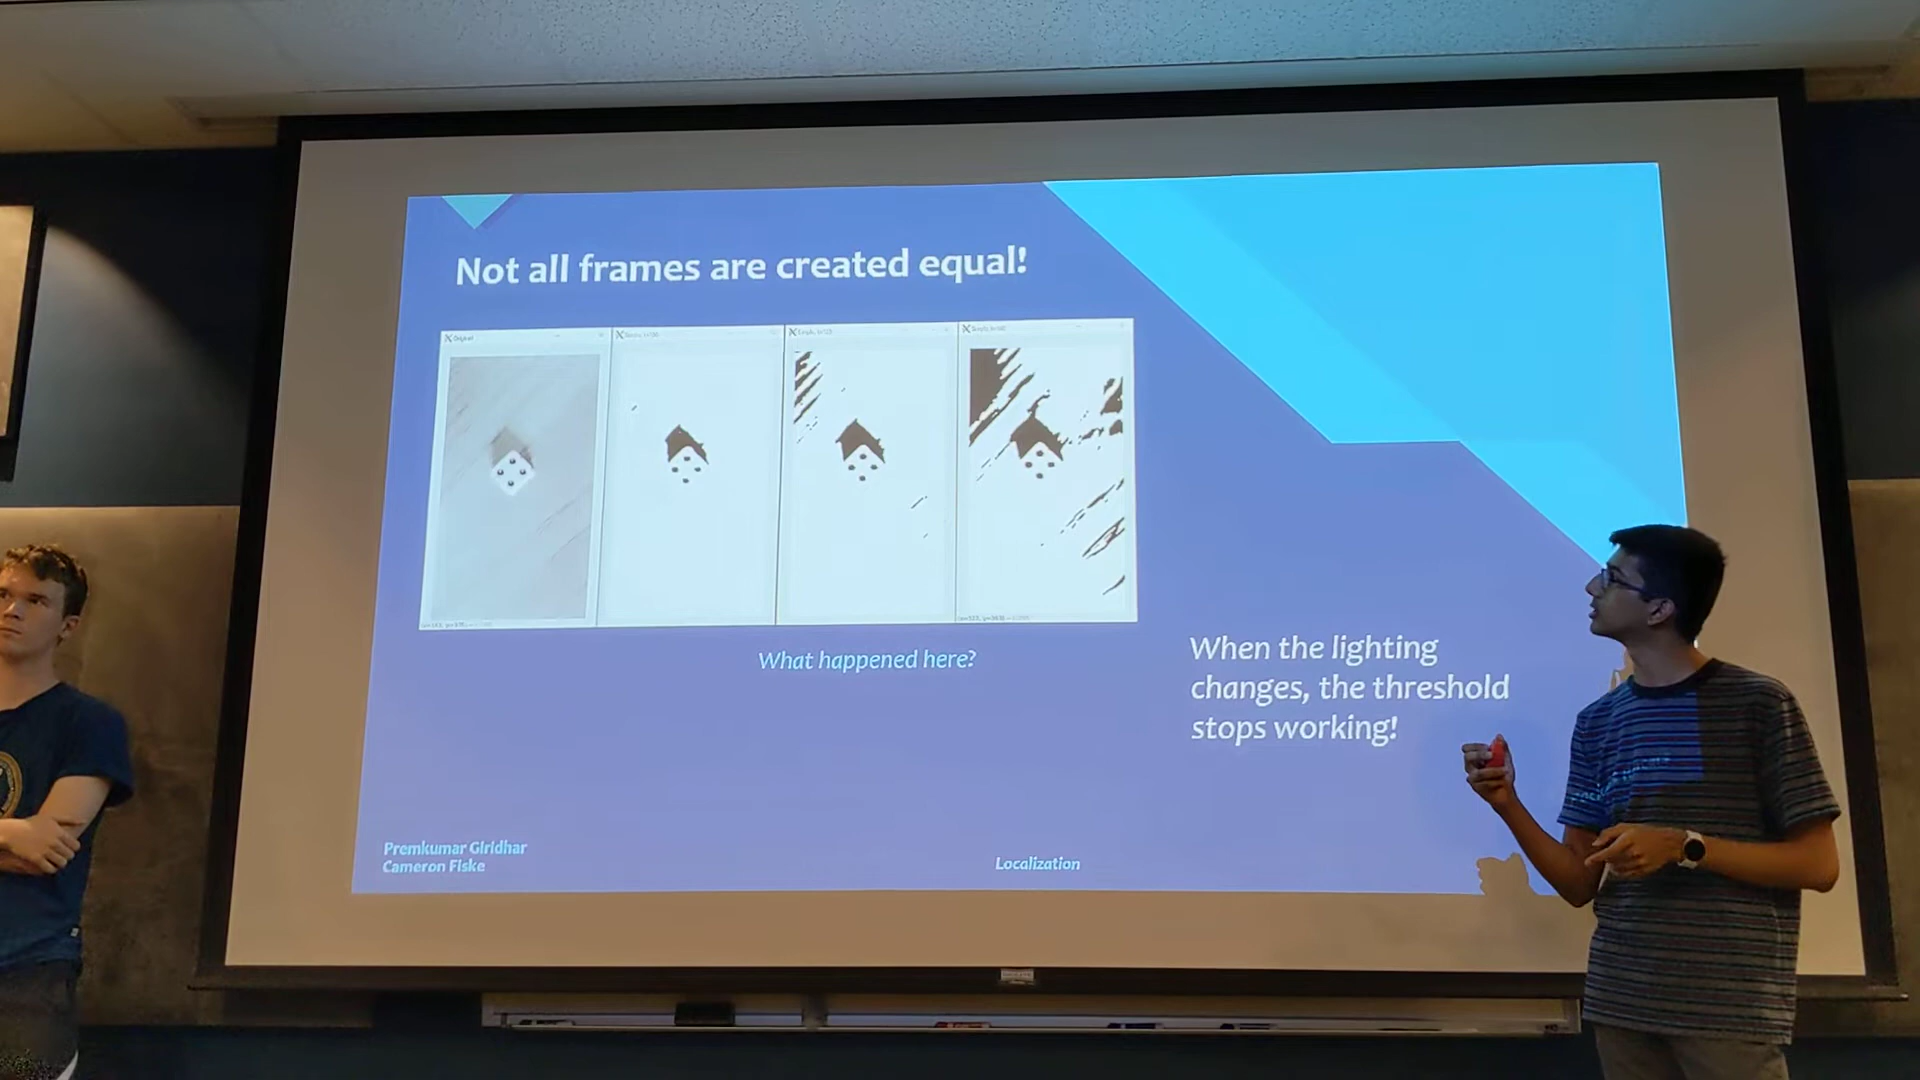 Not all frames are created equal!
Original
What happened here?
When the lighting
changes, the threshold
stops working!
Premkumar Giridhar
Cameron Fiske
Localization